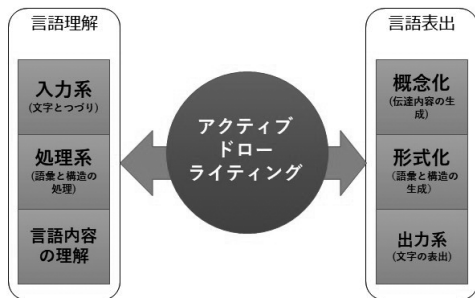 言語理解
入力系
(文字とつづり)
処理系
(語彙と構造の
処理)
言語内容
の理解
アクティブ
ドロー
ライティング
言語表出
概念化
(伝達内容の生
成)
形式化
(語彙と構造の
生成)
出力系
(文字の表出)